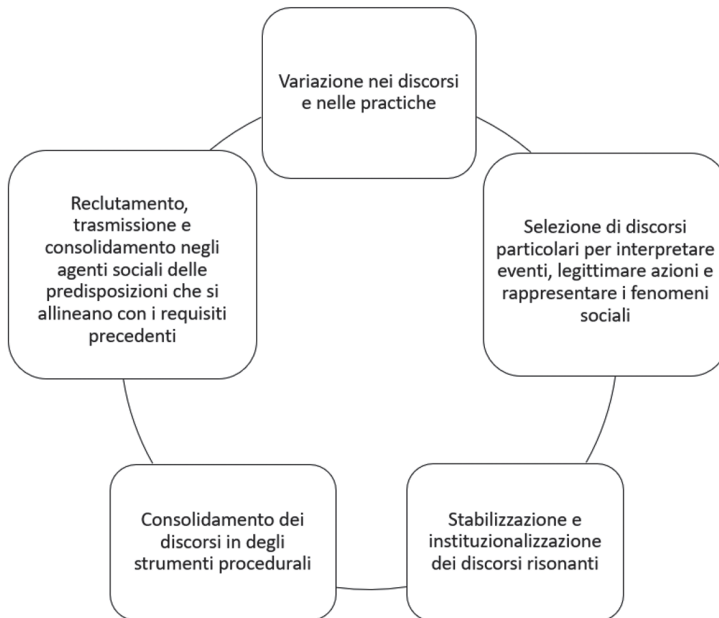 Variazione nei discorsi
e nelle practiche
Selezione di discorsi
particolari per interpretare
eventi, legittimare azioni e
rappresentare i fenomeni
sociali
Stabilizzazione e
instituzionalizzazione
dei discorsi risonanti
Consolidamento dei
discorsi in degli
strumenti procedurali
Reclutamento,
trasmissione e
consolidamento negli
agenti sociali delle
predisposizioni che si
allineano con i requisiti
precedenti